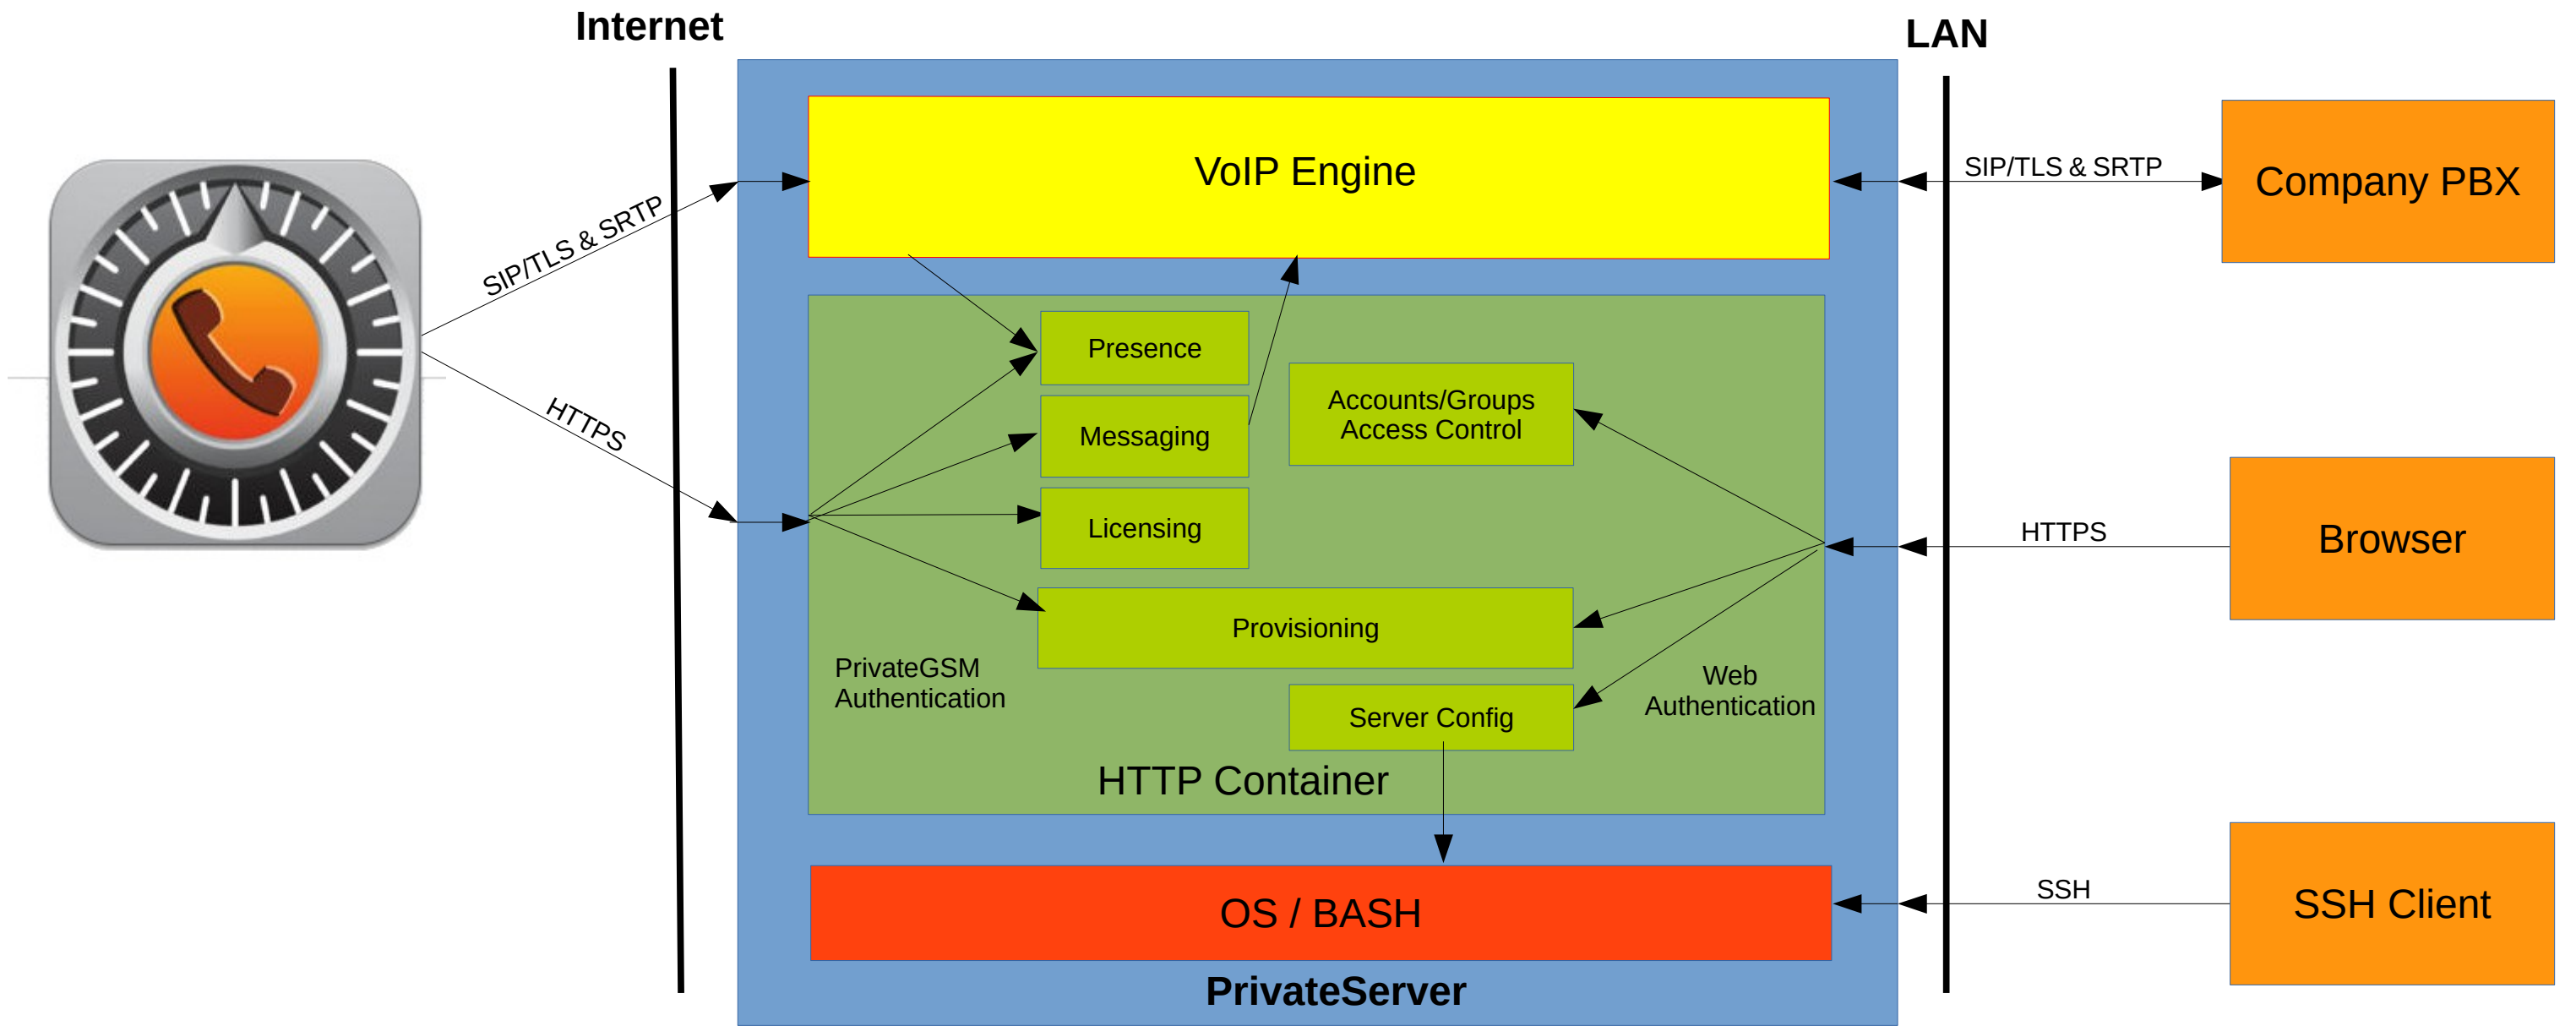 Internet
LAN
VoIP Engine
SIP/TLS & SRTP
Company PBX
SIP/TLS & SRTP
Presence
Accounts/Groups
Access Control
Messaging
HTTPS
Licensing
HTTPS
Browser
Provisioning
PrivateGSM
Authentication
Web
Authentication
Server Config
HTTP Container
SSH
SSH Client
OS / BASH
PrivateServer